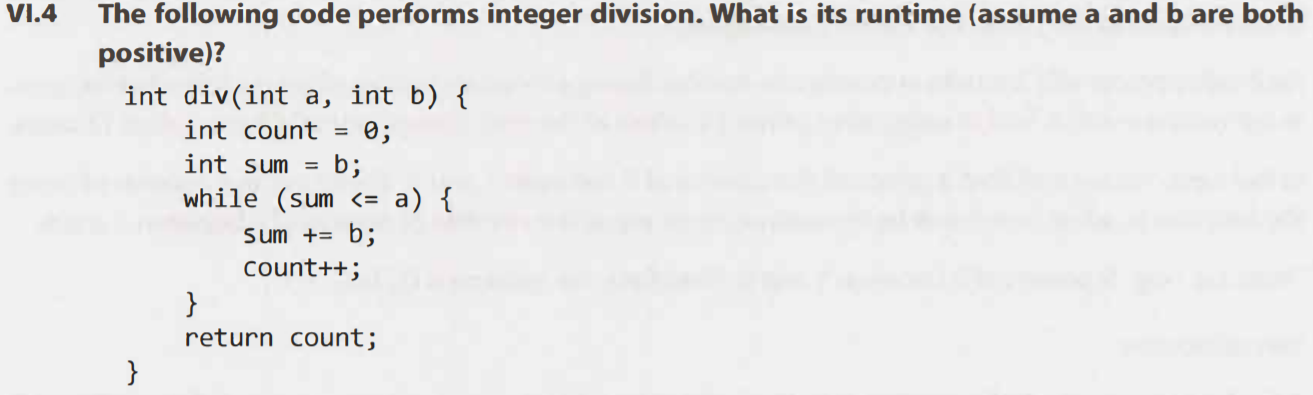 VI.4 The following code performs integer division. What is its runtime (assume a and b are both
positive)?
int div(int a, int b) {
int count = 0;
int sum = b;
while (sum <= a) {
sum += b;
count++;
}
return count;
}